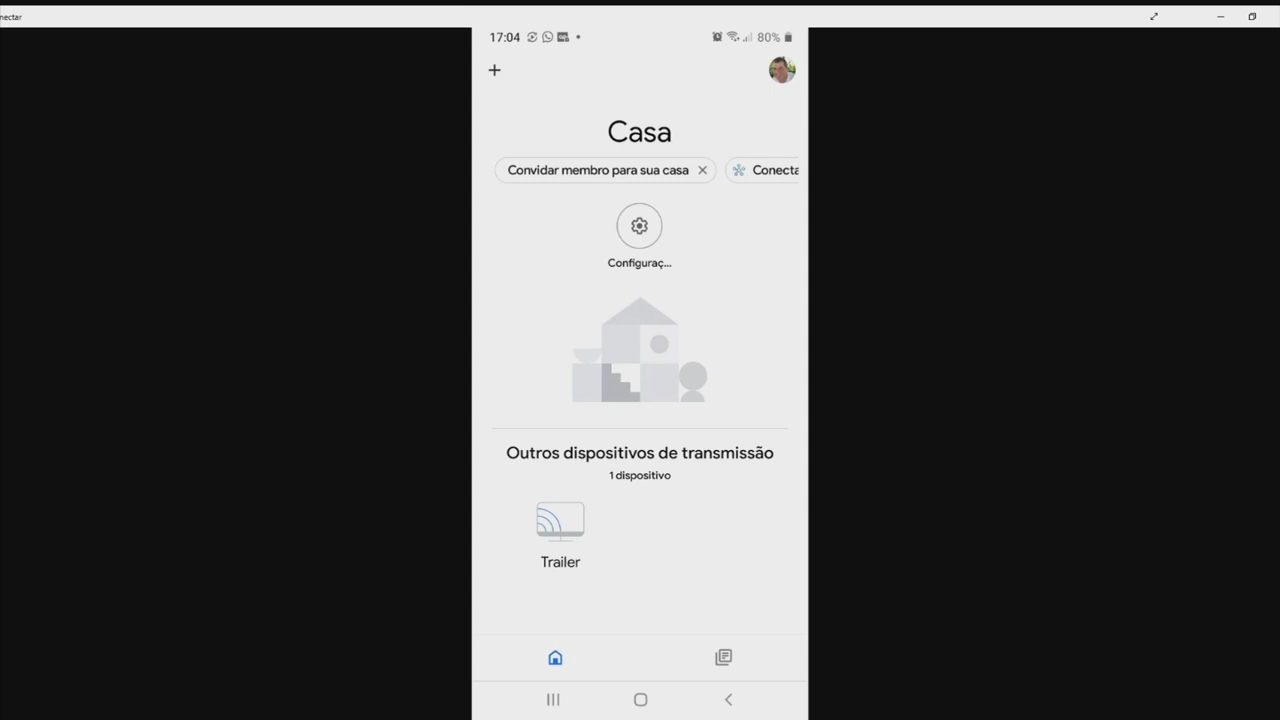 nectar
17:04
80%
Casa
Convidar membro para sua casa
Conecta
Configuraç...
Outros dispositivos de transmissão
1 dispositivo
Trailer